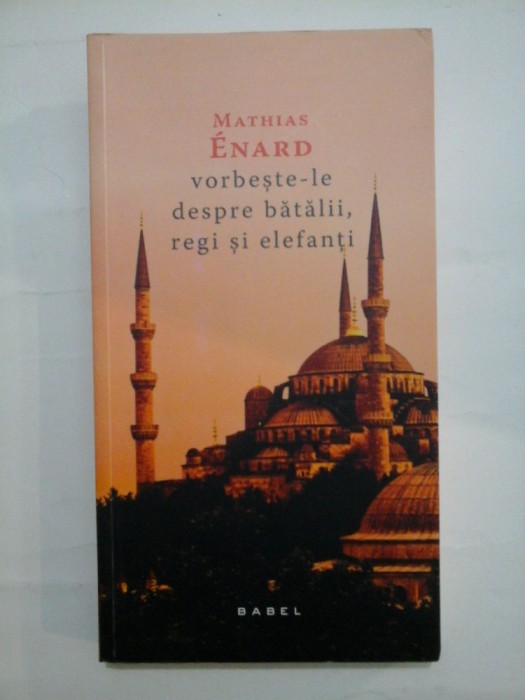 MATHIAS
ÉNARD
vorbește-le
despre bătălii,
regi și elefanți
BABEL